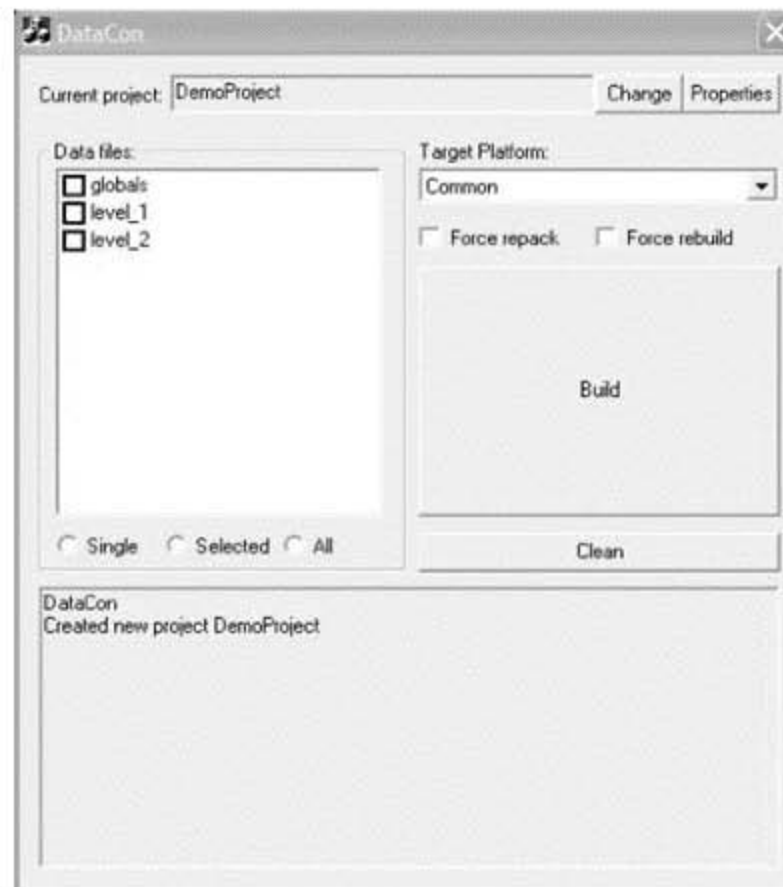 DataCon
Current project: DemoProject Change Properties
Data files:
globals
level_1
level_2
Single Selected All
Target Platform:
Common
Force repack Force rebuild
Build
Clean
DataCon
Created new project DemoProject